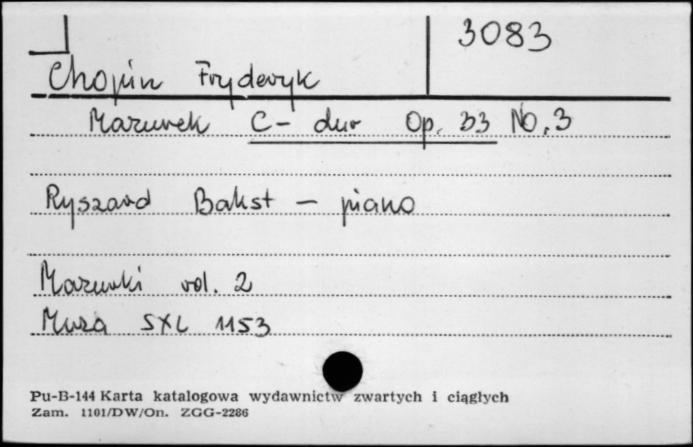 3083
Chopin Fryderyk
Mazurek C-dur Op. 33 No. 3
Ryszard Bakst - piano
Mazurki vol. 2
Muza SXL 1153
Pu-B-144 Karta katalogowa wydawnictw zwartych i ciągłych
Zam. 1101/DW/On. ZGG-2286